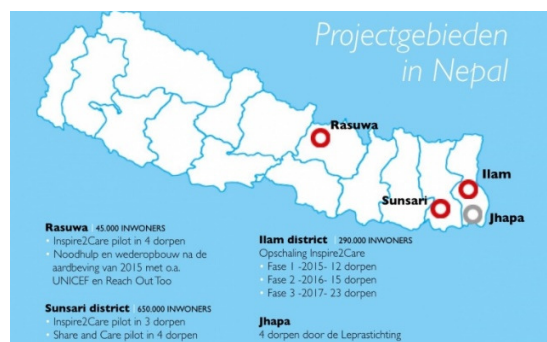 Projectgebieden
in Nepal
Rasuwa
Ilam
Sunsari
Jhapa
Rasuwa | 45.000 INWONERS
• Inspire2Care pilot in 4 dorpen
• Noodhulp en wederopbouw na de
aardbeving van 2015 met o.a.
UNICEF en Reach Out Too
Sunsari district | 650.000 INWONERS
• Inspire2Care pilot in 3 dorpen
• Share and Care pilot in 4 dorpen
Ilam district | 290.000 INWONERS
Opschaling Inspire2Care
• Fase 1 -2015- 12 dorpen
• Fase 2 -2016- 15 dorpen
• Fase 3 -2017- 23 dorpen
Jhapa
4 dorpen door de Leprastichting